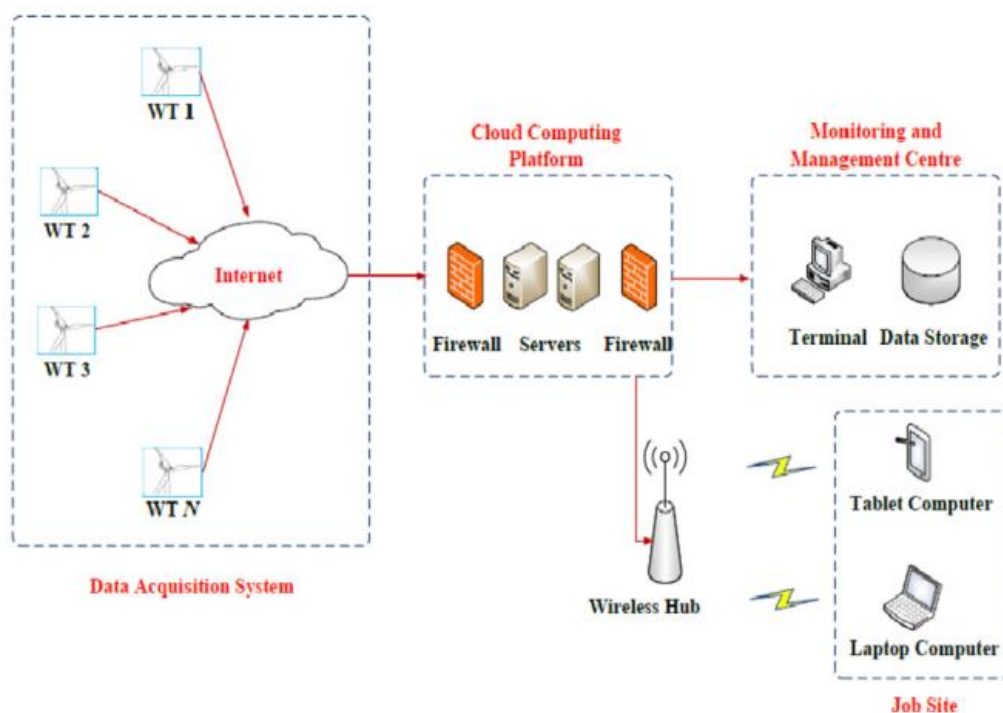 WT 1
WT 2
WT 3
WT N
Internet
Data Acquisition System
Cloud Computing
Platform
Firewall Servers Firewall
Monitoring and
Management Centre
Terminal Data Storage
Wireless Hub
Tablet Computer
Laptop Computer
Job Site